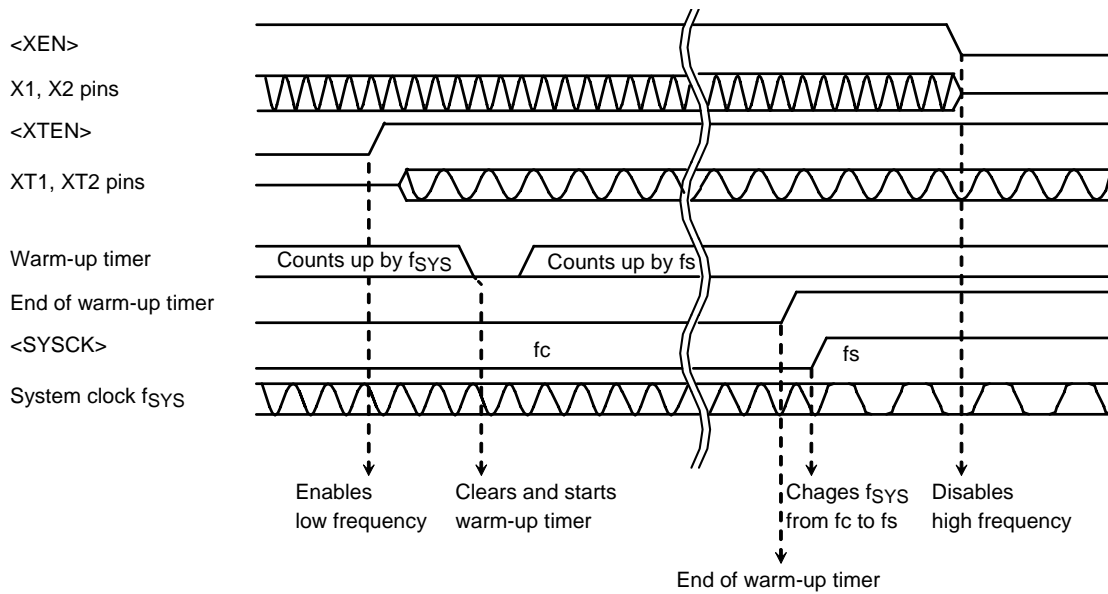 <XEN>
X1, X2 pins
<XTEN>
XT1, XT2 pins
Warm-up timer
Counts up by fSYS
Counts up by fs
End of warm-up timer
<SYSCK>
fc
fs
System clock fSYS
Enables
low frequency
Clears and starts
warm-up timer
Chages fSYS
from fc to fs
Disables
high frequency
End of warm-up timer